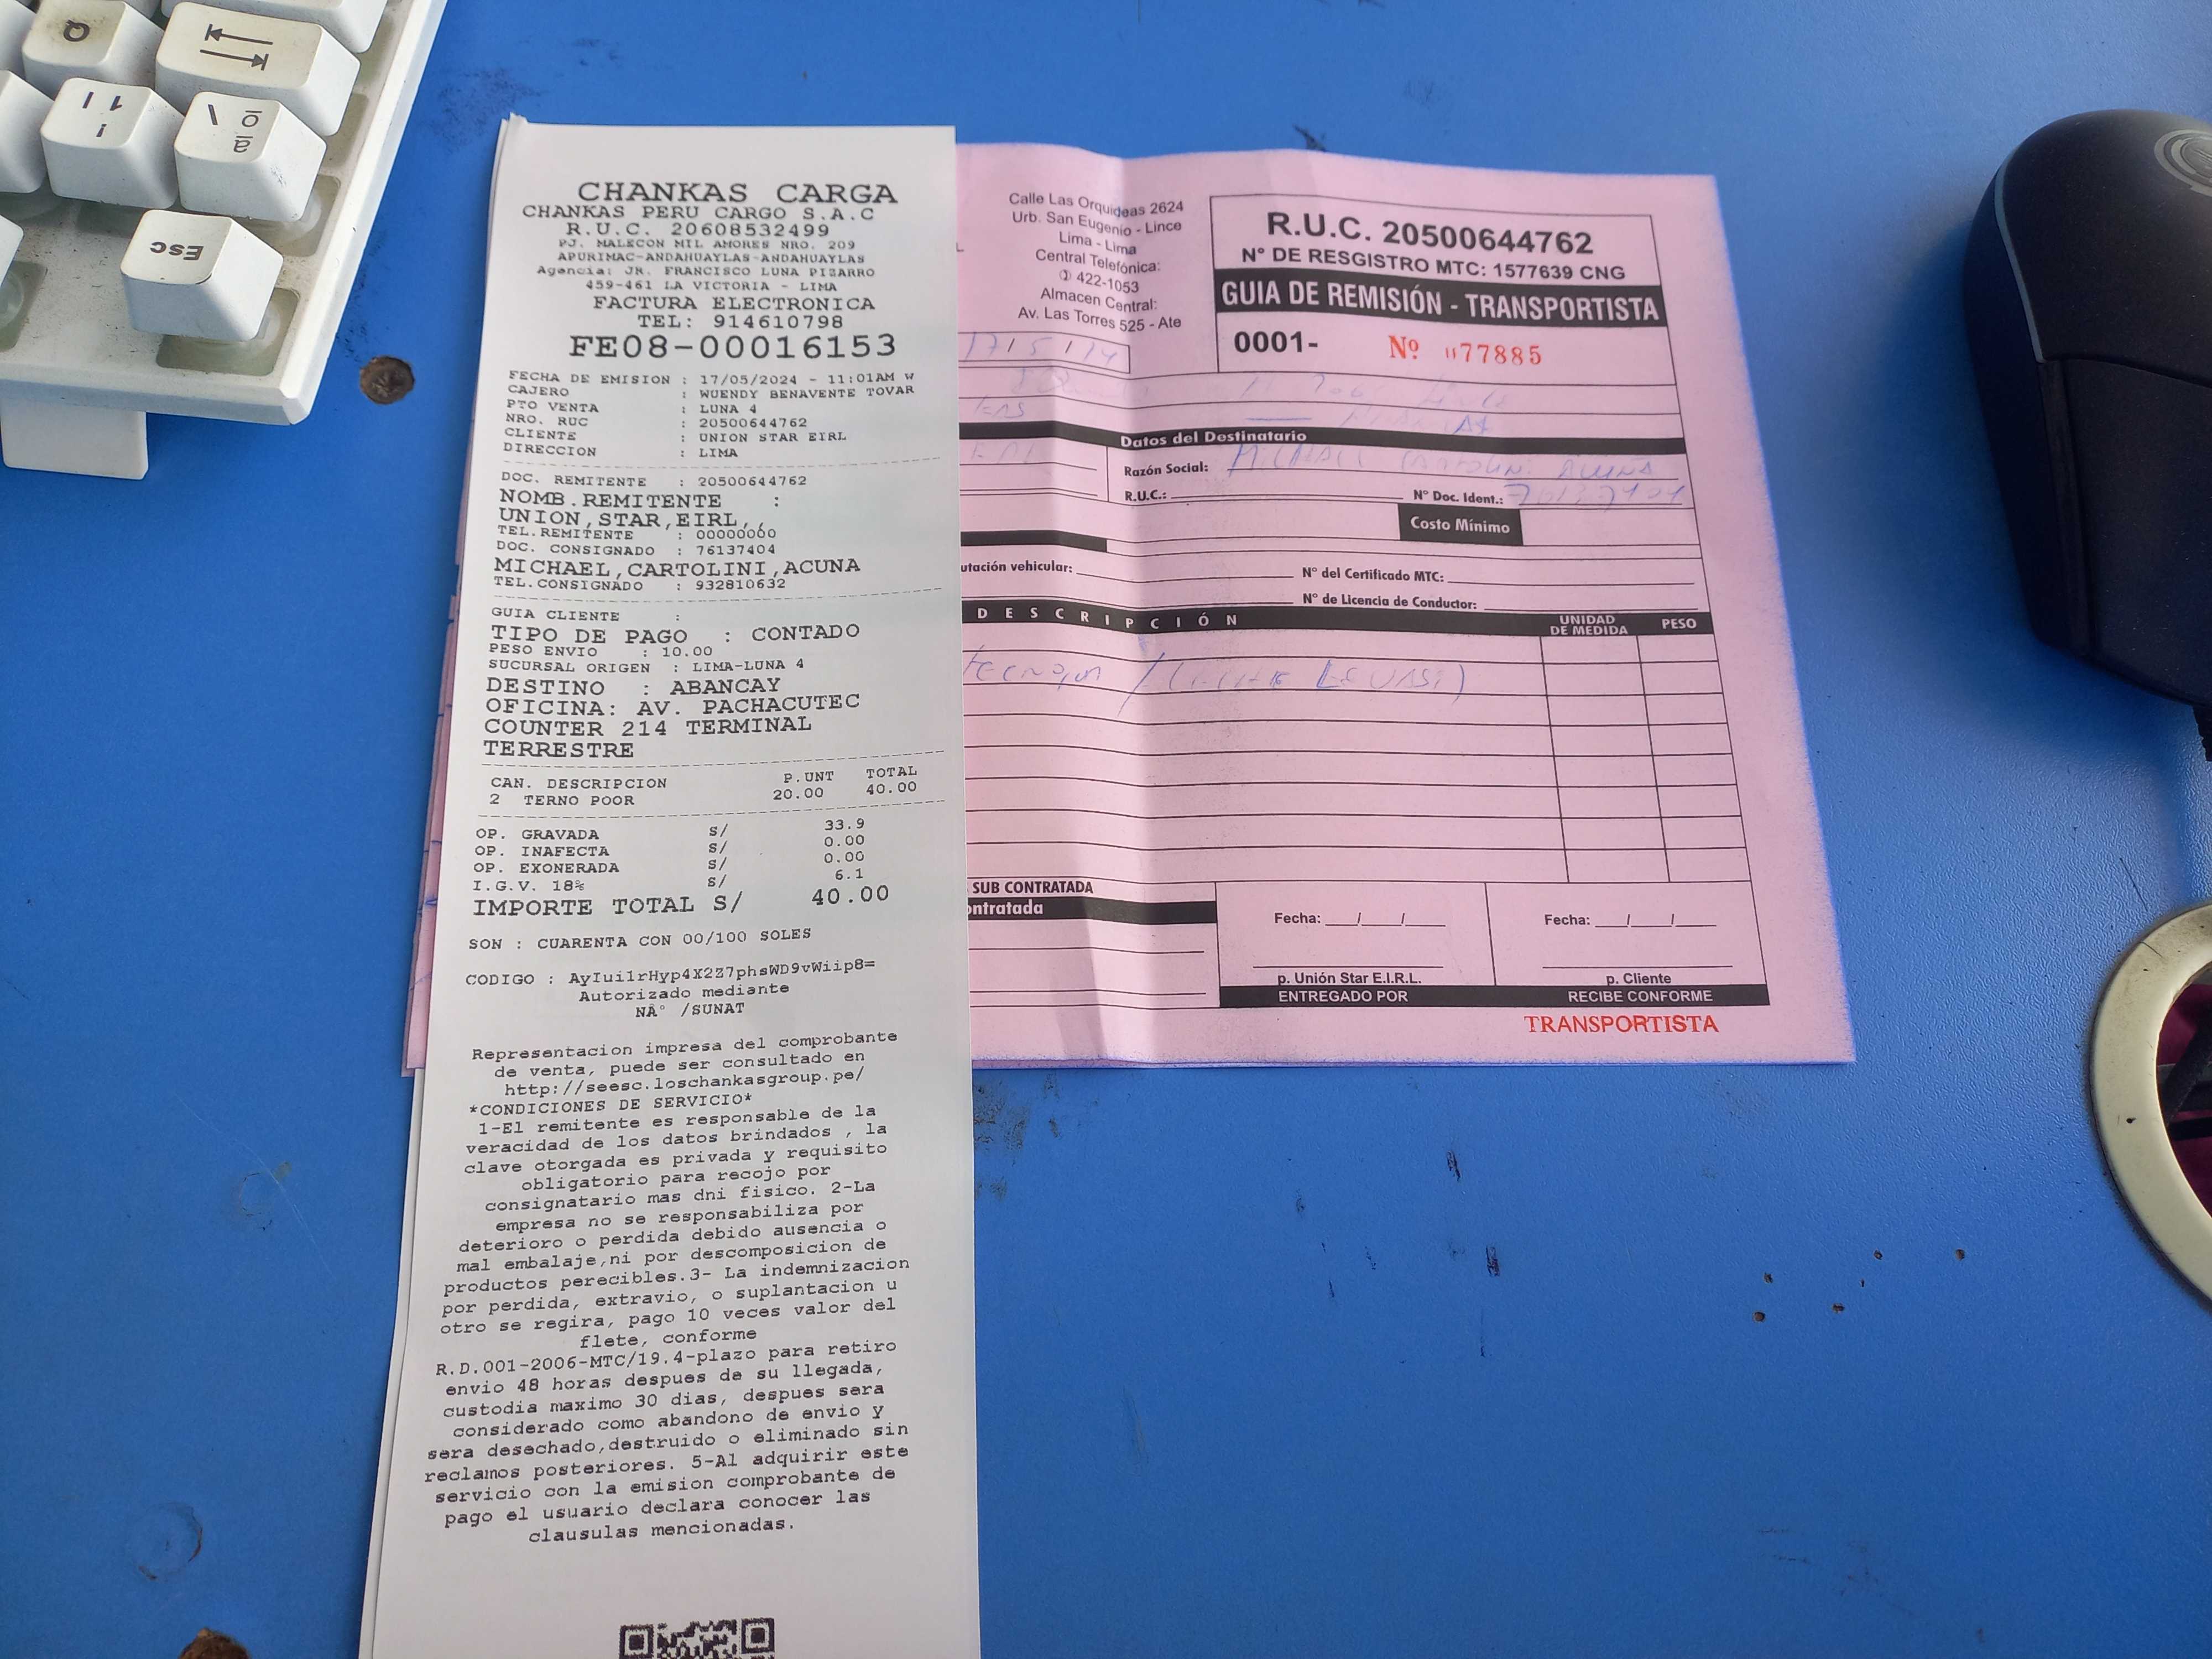 CHANKAS CARGA
CHANKAS PERU CARGO S.A.C
R.U.C. 20608532499
PJ. MALECON MIL AMORES NRO. 209
APURIMAC-ANDAHUAYLAS-ANDAHUAYLAS
Agencia: JR. FRANCISCO LUNA PIZARRO
459-461 LA VICTORIA - LIMA
FACTURA ELECTRONICA
TEL: 914610798
FE08-00016153
FECHA DE EMISION : 17/05/2024 - 11:01AM W
CAJERO : WUENDY BENAVENTE TOVAR
PTO VENTA : LUNA 4
NRO. RUC : 20500644762
CLIENTE : UNION STAR EIRL
DIRECCION : LIMA
DOC. REMITENTE : 20500644762
NOMB.REMITENTE :
UNION,STAR,EIRL,,
TEL.REMITENTE : 00000000
DOC. CONSIGNADO : 76137404
MICHAEL,CARTOLINI,ACUNA
TEL.CONSIGNADO : 932810632
GUIA CLIENTE :
TIPO DE PAGO : CONTADO
PESO ENVIO : 10.00
SUCURSAL ORIGEN : LIMA-LUNA 4
DESTINO : ABANCAY
OFICINA: AV. PACHACUTEC
COUNTER 214 TERMINAL
TERRESTRE
CAN. DESCRIPCION P.UNT TOTAL
2 TERNO POOR 20.00 40.00
OP. GRAVADA S/ 33.9
OP. INAFECTA S/ 0.00
OP. EXONERADA S/ 0.00
I.G.V. 18% S/ 6.1
IMPORTE TOTAL S/ 40.00
SON : CUARENTA CON 00/100 SOLES
CODIGO : AyIui1rHyp4X2Z7phsWD9vWiip8=
Autorizado mediante
NÂ° /SUNAT
Representacion impresa del comprobante
de venta, puede ser consultado en
http://seesc.loschankasgroup.pe/
*CONDICIONES DE SERVICIO*
1-El remitente es responsable de la
veracidad de los datos brindados , la
clave otorgada es privada y requisito
obligatorio para recojo por
consignatario mas dni fisico. 2-La
empresa no se responsabiliza por
deterioro o perdida debido ausencia o
mal embalaje,ni por descomposicion de
productos perecibles.3- La indemnizacion
por perdida, extravio, o suplantacion u
otro se regira, pago 10 veces valor del
flete, conforme
R.D.001-2006-MTC/19.4-plazo para retiro
envio 48 horas despues de su llegada,
custodia maximo 30 dias, despues sera
considerado como abandono de envio y
sera desechado,destruido o eliminado sin
reclamos posteriores. 5-Al adquirir este
servicio con la emision comprobante de
pago el usuario declara conocer las
clausulas mencionadas.
Calle Las Orquideas 2624
Urb. San Eugenio - Lince
Lima - Lima
Central Telefónica:
422-1053
Almacen Central:
Av. Las Torres 525 - Ate
R.U.C. 20500644762
N° DE RESGISTRO MTC: 1577639 CNG
GUIA DE REMISIÓN - TRANSPORTISTA
0001- Nº 077885
Datos del Destinatario
Razón Social:
R.U.C.: N° Doc. Ident.:
Costo Mínimo
utación vehicular: N° del Certificado MTC:
N° de Licencia de Conductor:
DESCRIPCIÓN UNIDAD DE MEDIDA PESO
SUB CONTRATADA
ontratada
Fecha: __/__/__ Fecha: __/__/__
p. Unión Star E.I.R.L. p. Cliente
ENTREGADO POR RECIBE CONFORME
TRANSPORTISTA
Q
Esc